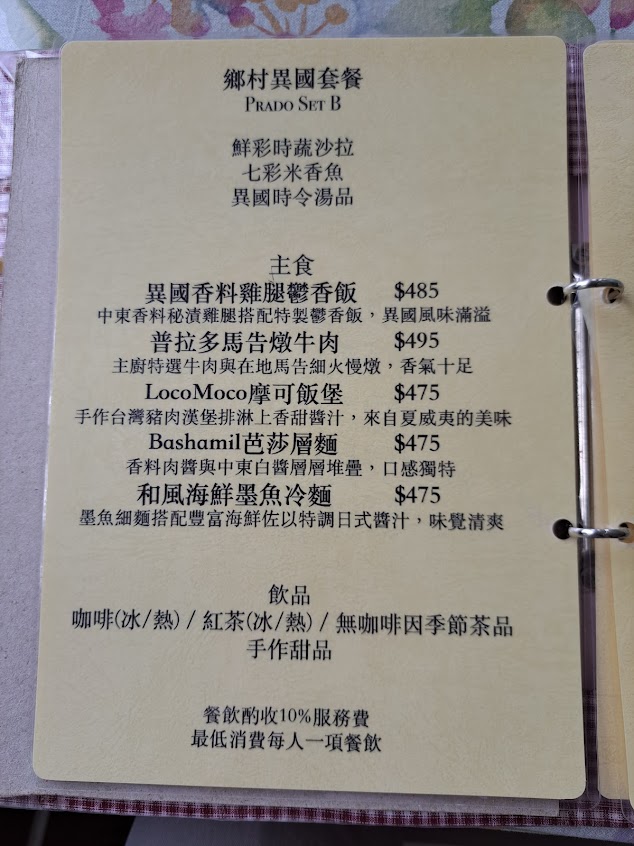 鄉村異國套餐
PRADO SET B
鮮彩時蔬沙拉
七彩米香魚
異國時令湯品
主食
異國香料雞腿鬱香飯 $485
中東香料秘漬雞腿搭配特製鬱香飯，異國風味滿溢
普拉多馬告燉牛肉 $495
主廚特選牛肉與在地馬告細火慢燉，香氣十足
LocoMoco摩可飯堡 $475
手作台灣豬肉漢堡排淋上香甜醬汁，來自夏威夷的美味
Bashamil芭莎層麵 $475
香料肉醬與中東白醬層層堆疊，口感獨特
和風海鮮墨魚冷麵 $475
墨魚細麵搭配豐富海鮮佐以特調日式醬汁，味覺清爽
飲品
咖啡(冰/熱) / 紅茶(冰/熱) / 無咖啡因季節茶品
手作甜品
餐飲酌收10%服務費
最低消費每人一項餐飲